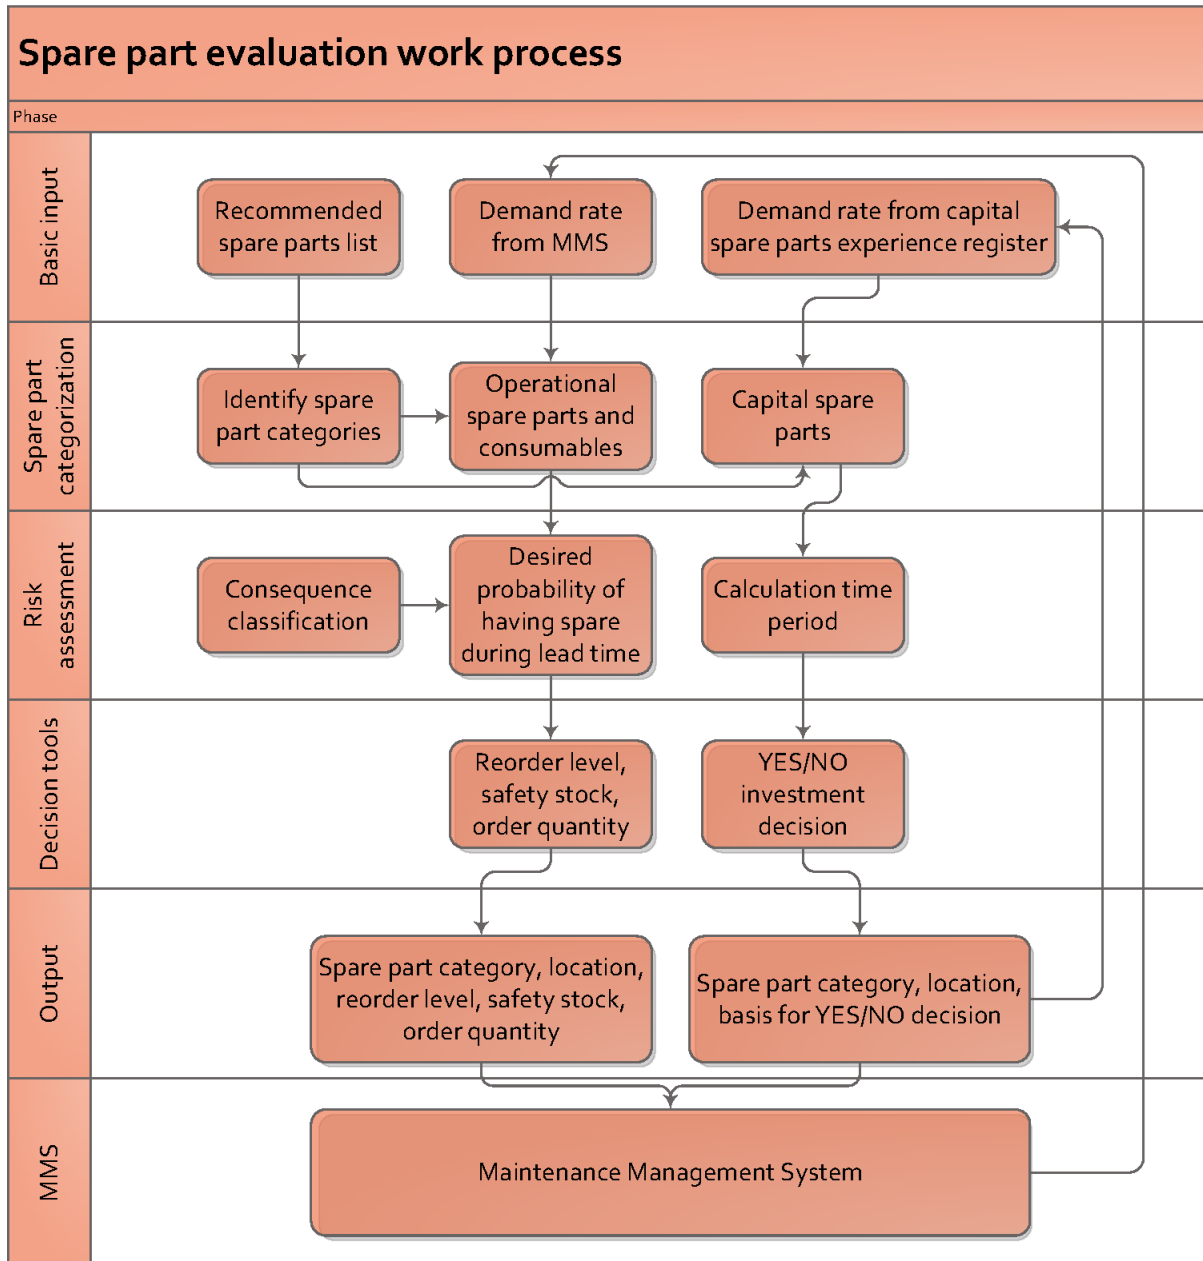 Spare part evaluation work process
Phase
Basic input
Recommended
spare parts list
Demand rate
from MMS
Demand rate from capital
spare parts experience register
Spare part
categorization
Identify spare
part categories
Operational
spare parts and
consumables
Capital spare
parts
Risk
assessment
Consequence
classification
Desired
probability of
having spare
during lead time
Calculation time
period
Decision tools
Reorder level,
safety stock,
order quantity
YES/NO
investment
decision
Output
Spare part category, location,
reorder level, safety stock,
order quantity
Spare part category, location,
basis for YES/NO decision
MMS
Maintenance Management System